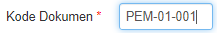 Kode Dokumen * PEM-01-001